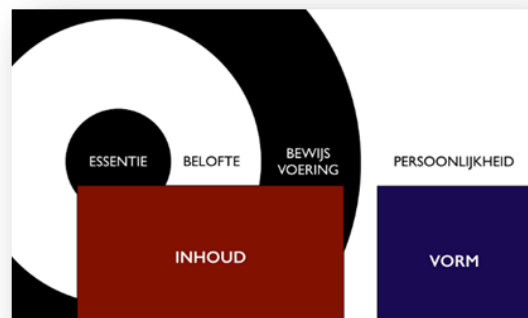 ESSENTIE
BELOFTE
BEWIJS
VOERING
PERSOONLIJKHEID
INHOUD
VORM